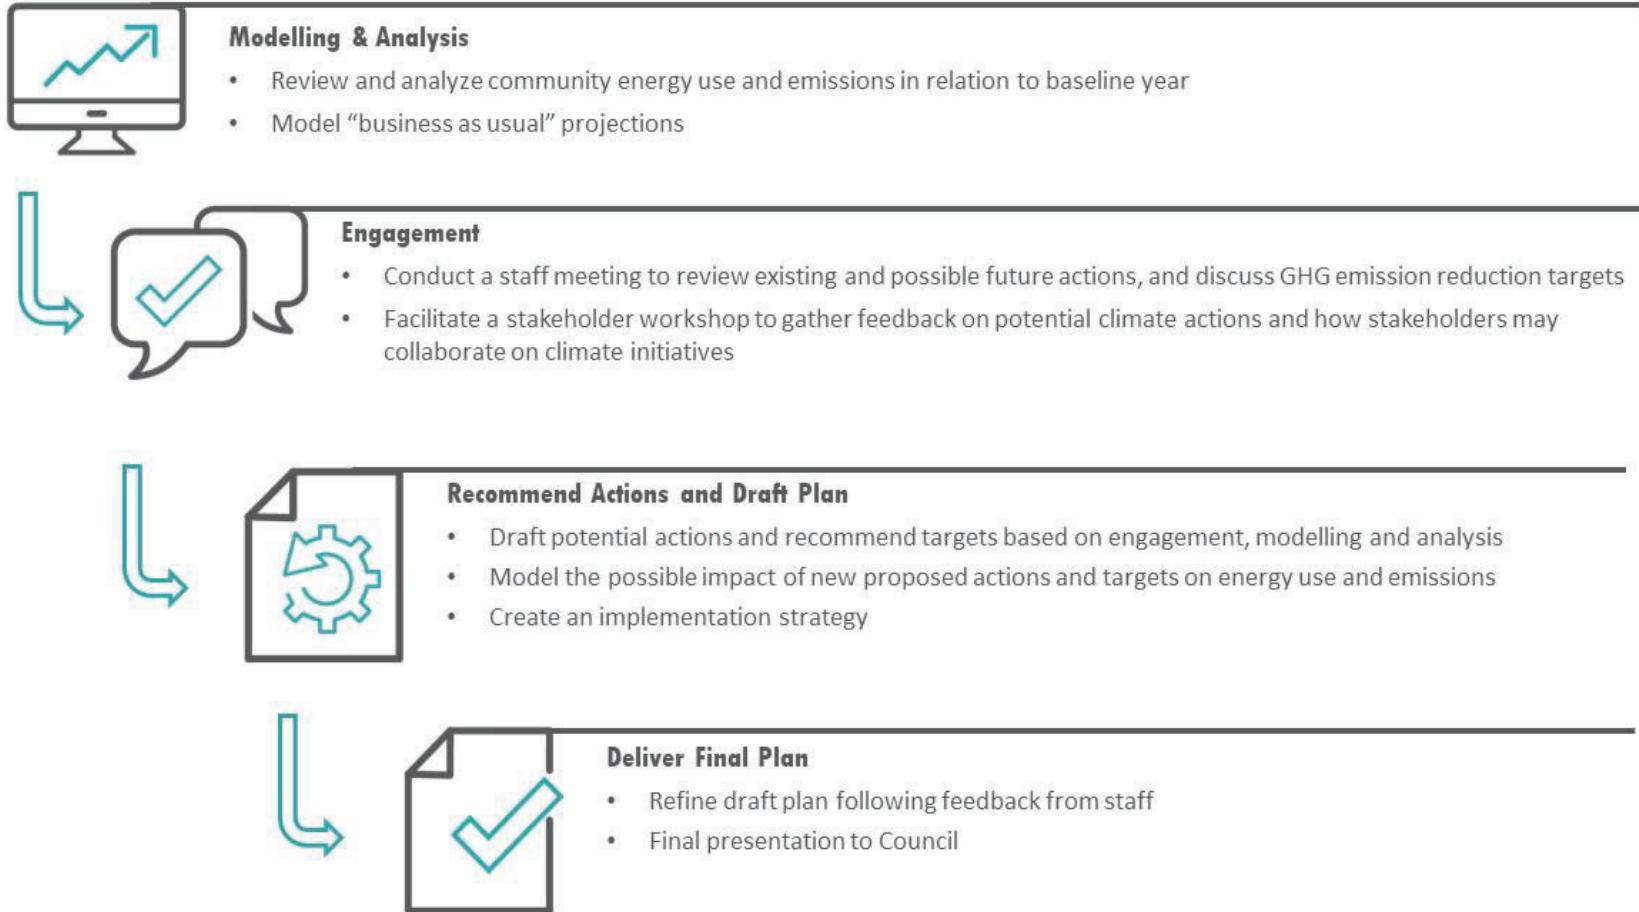 Modelling & Analysis
• Review and analyze community energy use and emissions in relation to baseline year
• Model “business as usual” projections
Engagement
• Conduct a staff meeting to review existing and possible future actions, and discuss GHG emission reduction targets
• Facilitate a stakeholder workshop to gather feedback on potential climate actions and how stakeholders may
collaborate on climate initiatives
Recommend Actions and Draft Plan
• Draft potential actions and recommend targets based on engagement, modelling and analysis
• Model the possible impact of new proposed actions and targets on energy use and emissions
• Create an implementation strategy
Deliver Final Plan
• Refine draft plan following feedback from staff
• Final presentation to Council